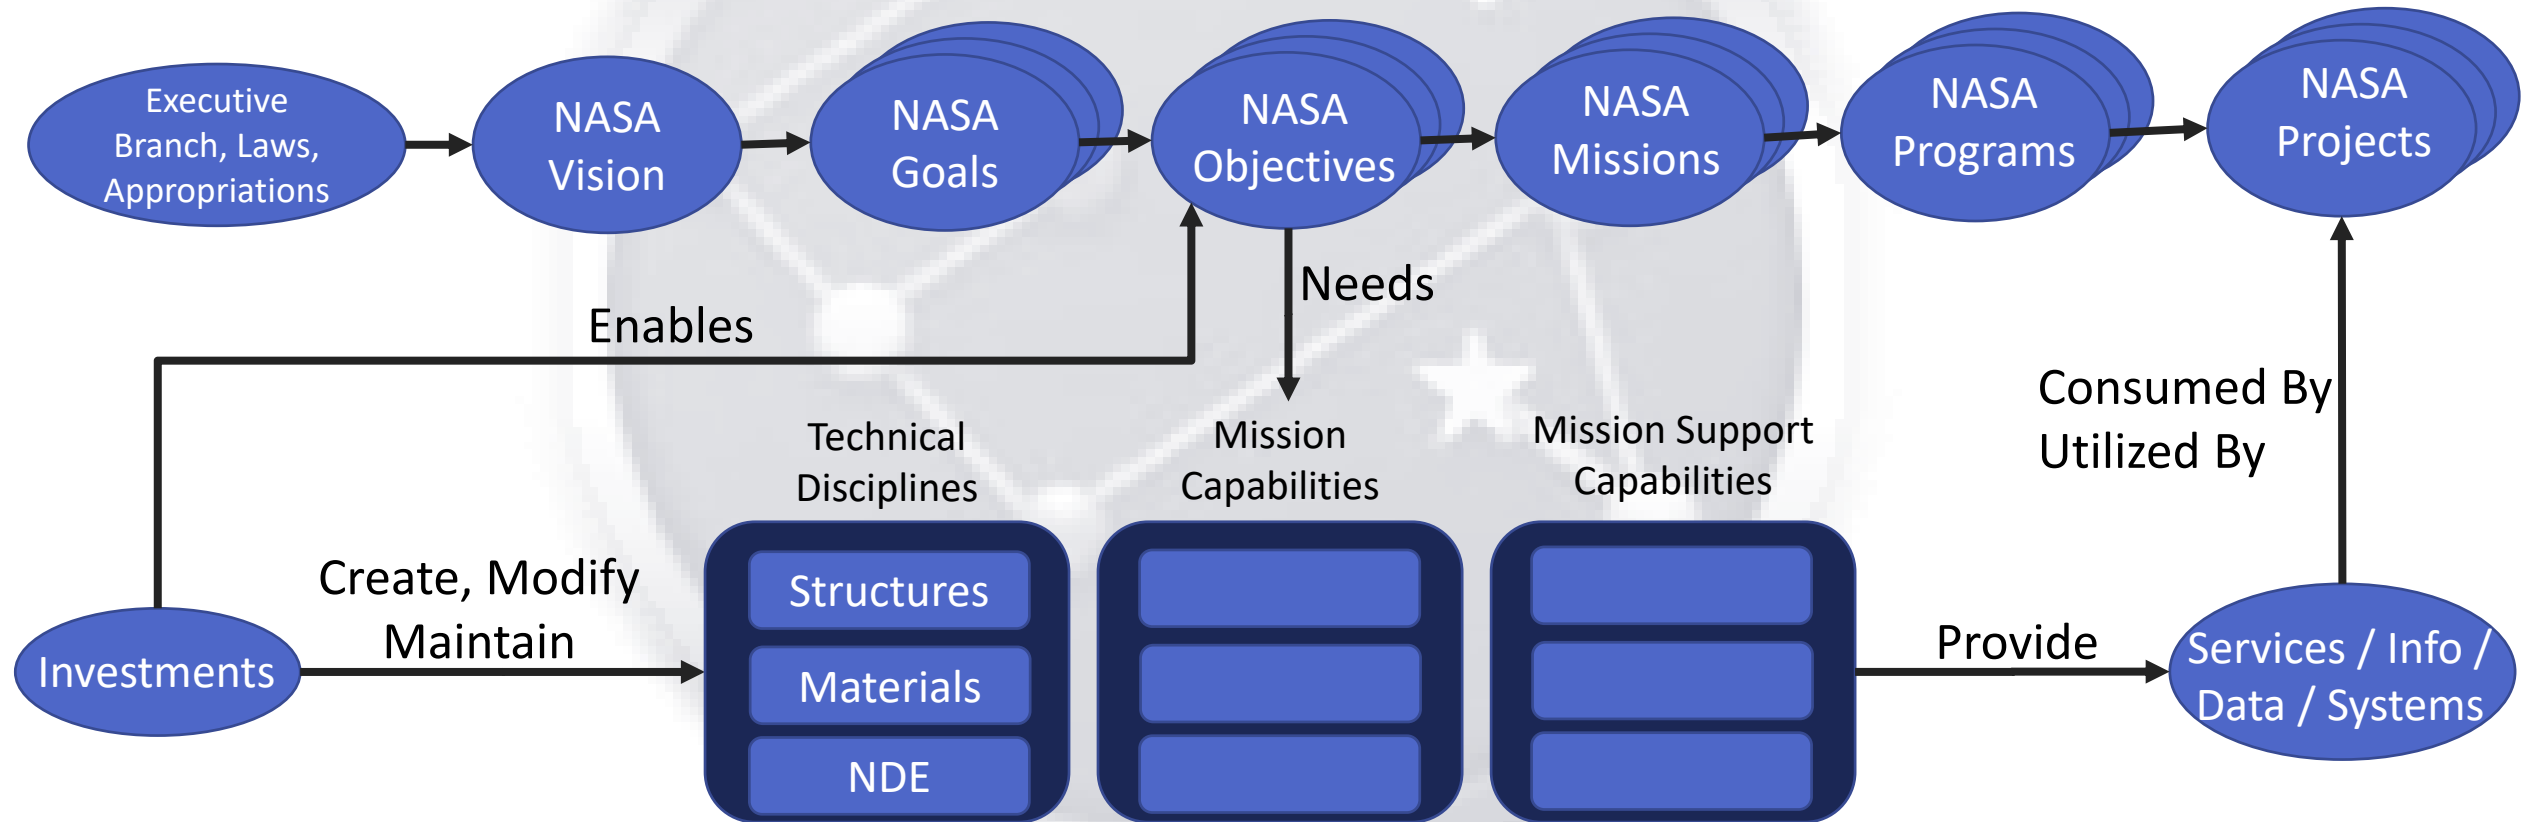 Executive
Branch, Laws,
Appropriations
NASA
Vision
NASA
Goals
NASA
Objectives
NASA
Missions
NASA
Programs
NASA
Projects
Enables
Needs
Consumed By
Utilized By
Technical
Disciplines
Mission
Capabilities
Mission Support
Capabilities
Investments
Create, Modify
Maintain
Structures
Materials
NDE
Provide
Services / Info /
Data / Systems